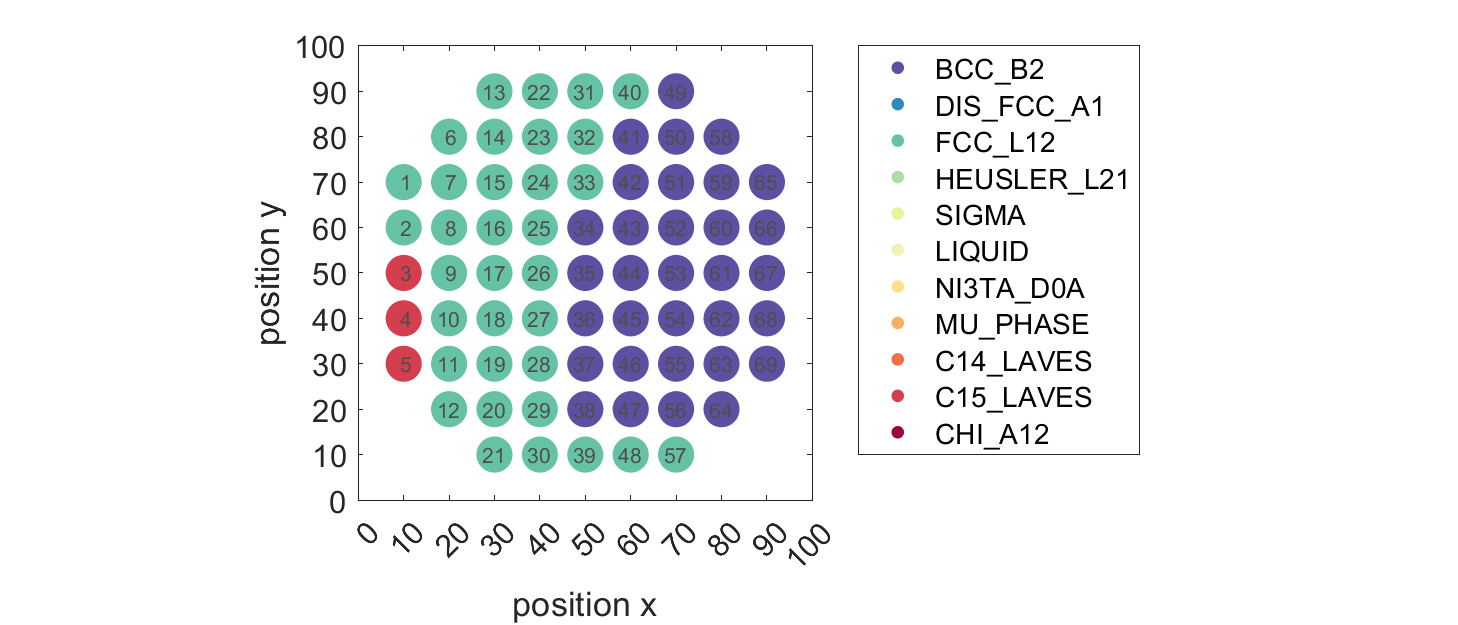 100
90
80
70
60
50
40
30
20
10
0
position y
13 22 31 40 49
6 14 23 32 41 50 58
1 7 15 24 33 42 51 59 65
2 8 16 25 34 43 52 60 66
3 9 17 26 35 44 53 61 67
4 10 18 27 36 45 54 62 68
5 11 19 28 37 46 55 63 69
12 20 29 38 47 56 64
21 30 39 48 57
0 10 20 30 40 50 60 70 80 90 100
position x
BCC_B2
DIS_FCC_A1
FCC_L12
HEUSLER_L21
SIGMA
LIQUID
NI3TA_D0A
MU_PHASE
C14_LAVES
C15_LAVES
CHI_A12